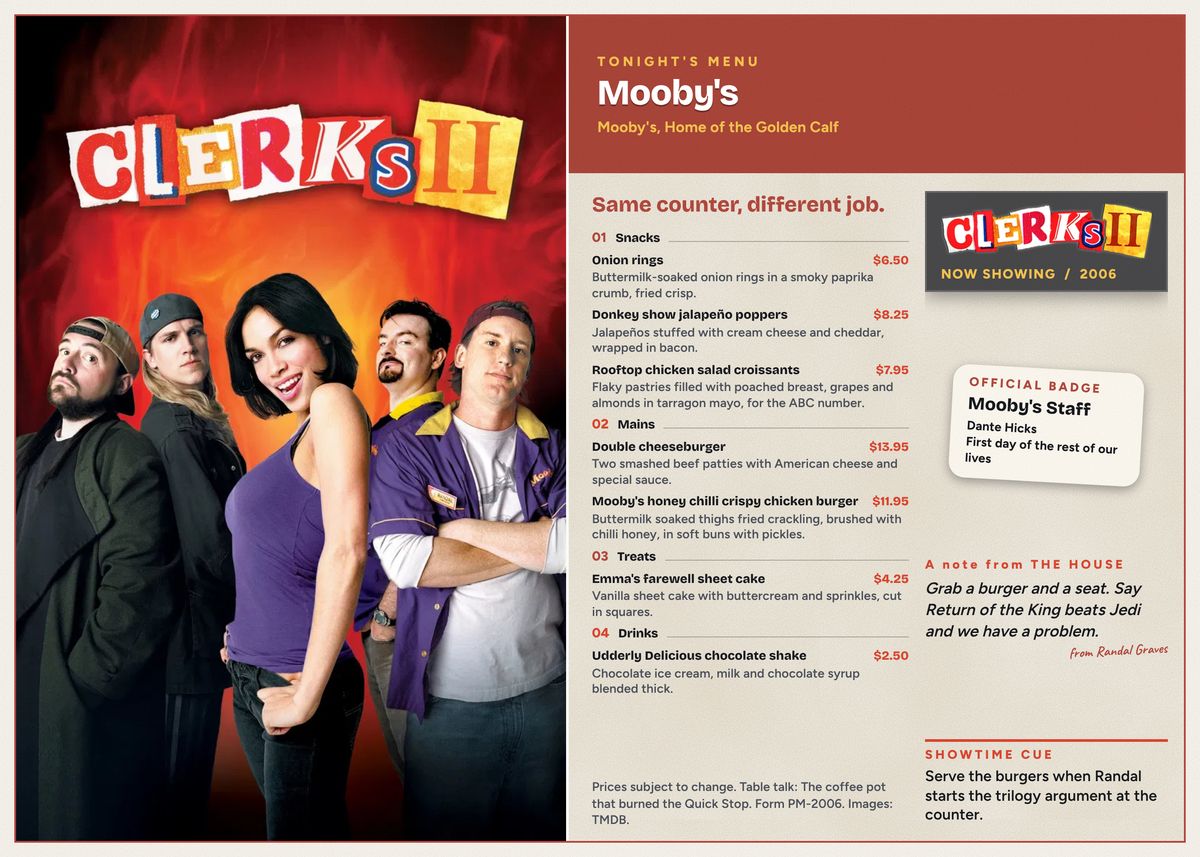 CLERKS II
TONIGHT'S MENU
Mooby's
Mooby's, Home of the Golden Calf
Same counter, different job.
01 Snacks
Onion rings $6.50
Buttermilk-soaked onion rings in a smoky paprika
crumb, fried crisp.
Donkey show jalapeño poppers $8.25
Jalapeños stuffed with cream cheese and cheddar,
wrapped in bacon.
Rooftop chicken salad croissants $7.95
Flaky pastries filled with poached breast, grapes and
almonds in tarragon mayo, for the ABC number.
02 Mains
Double cheeseburger $13.95
Two smashed beef patties with American cheese and
special sauce.
Mooby's honey chilli crispy chicken burger $11.95
Buttermilk soaked thighs fried crackling, brushed with
chilli honey, in soft buns with pickles.
03 Treats
Emma's farewell sheet cake $4.25
Vanilla sheet cake with buttercream and sprinkles, cut
in squares.
04 Drinks
Udderly Delicious chocolate shake $2.50
Chocolate ice cream, milk and chocolate syrup
blended thick.
Prices subject to change. Table talk: The coffee pot
that burned the Quick Stop. Form PM-2006. Images:
TMDB.
CLERKS II
NOW SHOWING / 2006
OFFICIAL BADGE
Mooby's Staff
Dante Hicks
First day of the rest of our
lives
A note from THE HOUSE
Grab a burger and a seat. Say
Return of the King beats Jedi
and we have a problem.
from Randal Graves
SHOWTIME CUE
Serve the burgers when Randal
starts the trilogy argument at the
counter.